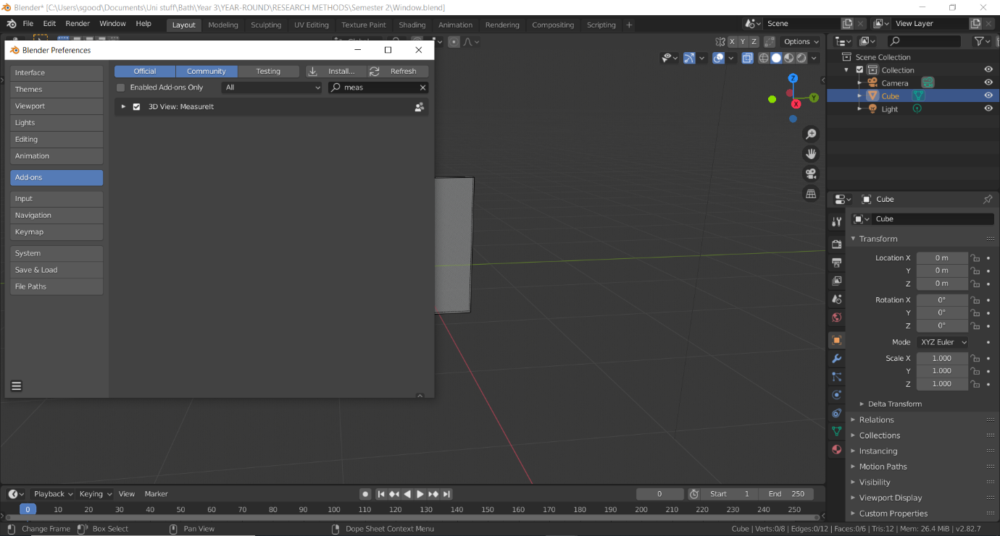 Blender* [C:\Users\sgood\Documents\Uni stuff\Bath\Year 3\YEAR-ROUND\RESEARCH METHODS\Semester 2\Window.blend]
File Edit Render Window Help Layout Modeling Sculpting UV Editing Texture Paint Shading Animation Rendering Compositing Scripting + Scene View Layer
X Y Z Options
Blender Preferences
Interface
Themes
Viewport
Lights
Editing
Animation
Add-ons
Input
Navigation
Keymap
System
Save & Load
File Paths
Official Community Testing Install... Refresh
Enabled Add-ons Only All meas
3D View: MeasureIt
Z
Y
X
Scene Collection
Collection
Camera
Cube
Light
Cube
Cube
Transform
Location X 0 m
Y 0 m
Z 0 m
Rotation X 0°
Y 0°
Z 0°
Mode XYZ Euler
Scale X 1.000
Y 1.000
Z 1.000
Delta Transform
Relations
Collections
Instancing
Motion Paths
Visibility
Viewport Display
Custom Properties
Playback Keying View Marker 0 Start 1 End 250
0 10 20 30 40 50 60 70 80 90 100 110 120 130 140 150 160 170 180 190 200 210 220 230 240 250
Change Frame Box Select Pan View Dope Sheet Context Menu Cube | Verts:0/8 | Edges:0/12 | Faces:0/6 | Tris:12 | Mem: 26.4 MiB | v2.82.7